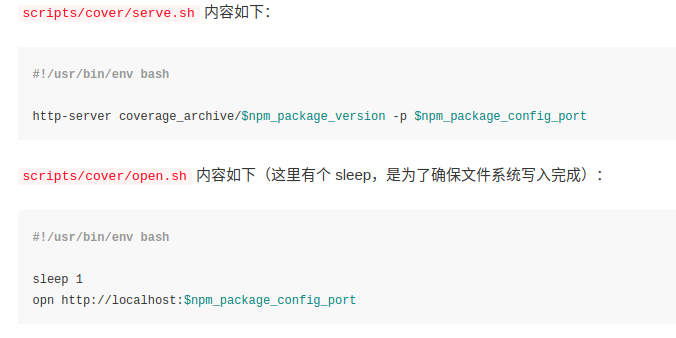 scripts/cover/serve.sh 内容如下：
#!/usr/bin/env bash
http-server coverage_archive/$npm_package_version -p $npm_package_config_port
scripts/cover/open.sh 内容如下（这里有个 sleep，是为了确保文件系统写入完成）：
#!/usr/bin/env bash
sleep 1
opn http://localhost:$npm_package_config_port